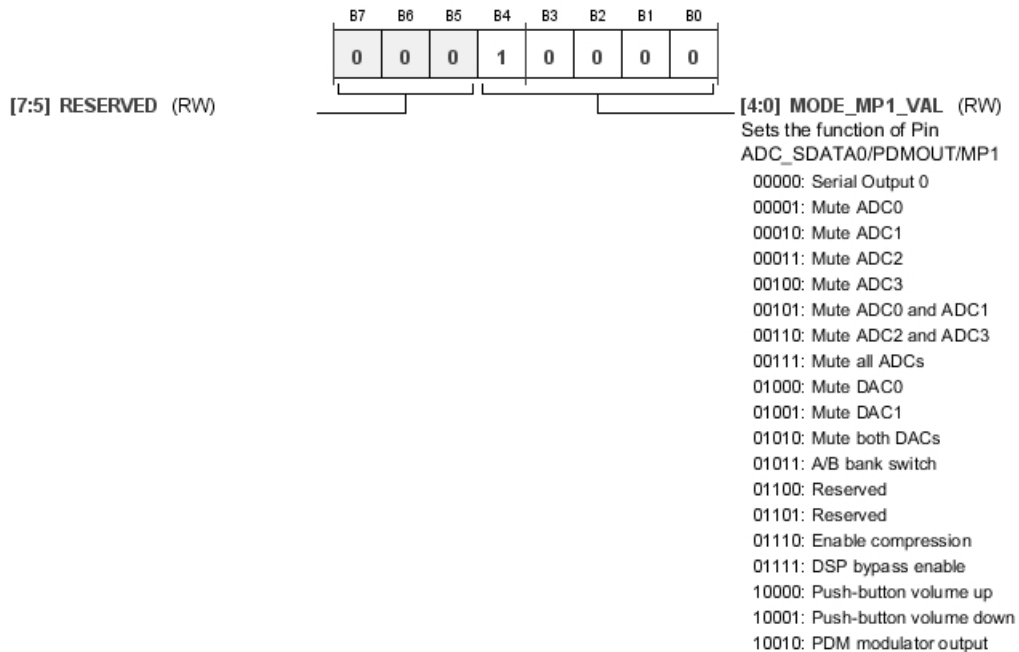 B7 B6 B5 B4 B3 B2 B1 B0
0 0 0 1 0 0 0 0
[7:5] RESERVED (RW)
[4:0] MODE_MP1_VAL (RW)
Sets the function of Pin
ADC_SDATA0/PDMOUT/MP1
00000: Serial Output 0
00001: Mute ADC0
00010: Mute ADC1
00011: Mute ADC2
00100: Mute ADC3
00101: Mute ADC0 and ADC1
00110: Mute ADC2 and ADC3
00111: Mute all ADCs
01000: Mute DAC0
01001: Mute DAC1
01010: Mute both DACs
01011: A/B bank switch
01100: Reserved
01101: Reserved
01110: Enable compression
01111: DSP bypass enable
10000: Push-button volume up
10001: Push-button volume down
10010: PDM modulator output